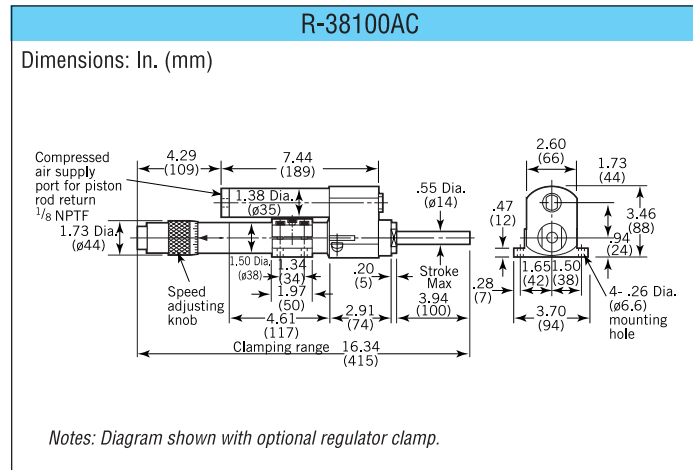 R-38100AC
Dimensions: In. (mm)
4.29
(109)
7.44
(189)
2.60
(66)
1.73
(44)
Compressed
air supply
port for piston
rod return
1/8 NPTF
1.38 Dia.
(ø35)
.55 Dia.
(ø14)
.47
(12)
3.46
(88)
1.73 Dia.
(ø44)
.94
(24)
1.50 Dia.
(ø38)
1.34
(34)
.20
(5)
Stroke
Max
.28
(7)
1.65
(42)
1.50
(38)
4- .26 Dia.
(ø6.6)
mounting
hole
Speed
adjusting
knob
1.97
(50)
4.61
(117)
2.91
(74)
3.94
(100)
3.70
(94)
Clamping range
16.34
(415)
Notes: Diagram shown with optional regulator clamp.